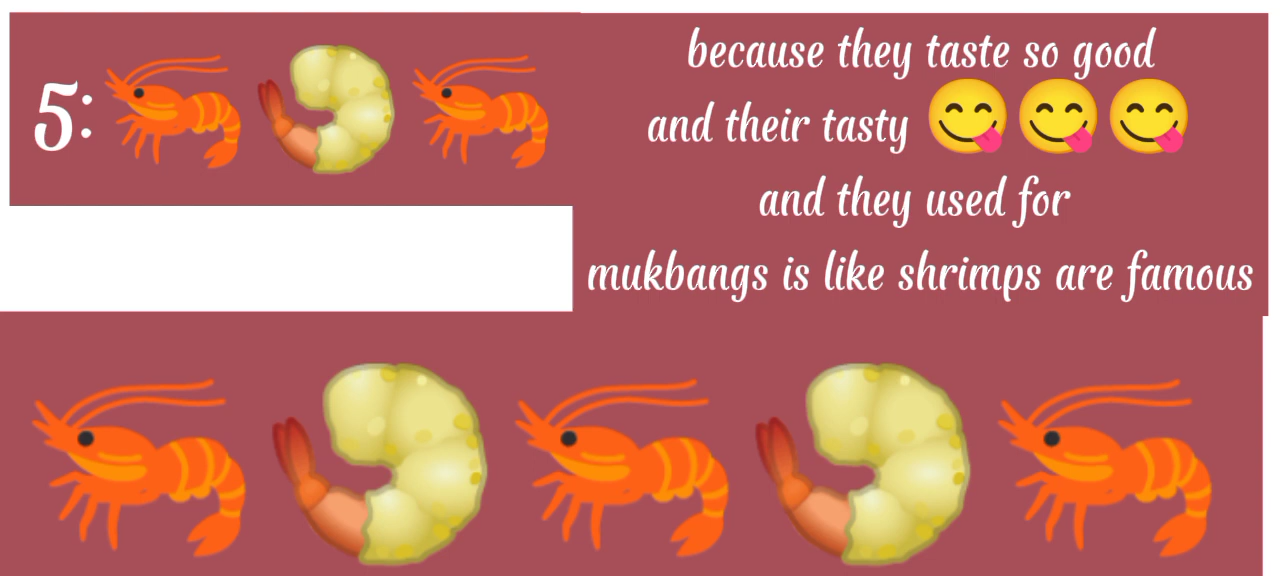 5:
because they taste so good
and their tasty
and they used for
mukbangs is like shrimps are famous